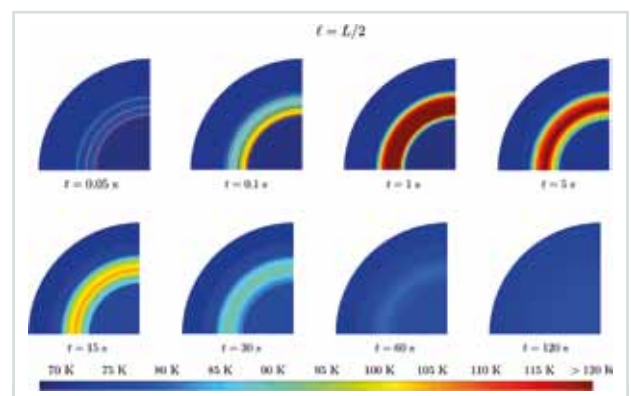 ℓ = L/2
t = 0.05 s t = 0.1 s t = 1 s t = 5 s
t = 15 s t = 30 s t = 60 s t = 120 s
70 K 75 K 80 K 85 K 90 K 95 K 100 K 105 K 110 K 115 K > 120 K